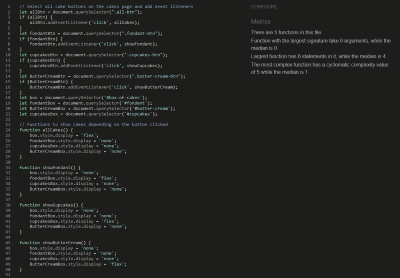 // Select all cake buttons on the cakes page and add event listeners
let allBtn = document.querySelector(".all-btn");
if (allBtn) {
allBtn.addEventListener('click', allCakes);
}
let fondantBtn = document.querySelector(".fondant-btn");
if (fondantBtn) {
fondantBtn.addEventListener('click', showFondant);
}
let cupcakesBtn = document.querySelector(".cupcakes-btn");
if (cupcakesBtn) {
cupcakesBtn.addEventListener('click', showCupcakes);
}
let ButterCreamBtn = document.querySelector(".butter-cream-btn");
if (ButterCreamBtn) {
ButterCreamBtn.addEventListener('click', showButterCream);
}
let box = document.querySelector('#box-of-cakes');
let fondantBox = document.querySelector('#fondant');
let ButterCreamBox = document.querySelector('#butter-cream');
let cupcakesBox = document.querySelector('#cupcakes');
// Functions to show cakes depending on the button clicked
function allCakes() {
box.style.display = 'flex';
fondantBox.style.display = 'none';
cupcakesBox.style.display = 'none';
ButterCreamBox.style.display = 'none';
}
function showFondant() {
box.style.display = 'none';
fondantBox.style.display = 'flex';
cupcakesBox.style.display = 'none';
ButterCreamBox.style.display = 'none';
}
function showCupcakes() {
box.style.display = 'none';
fondantBox.style.display = 'none';
cupcakesBox.style.display = 'flex';
ButterCreamBox.style.display = 'none';
}
function showButterCream() {
box.style.display = 'none';
fondantBox.style.display = 'none';
cupcakesBox.style.display = 'none';
ButterCreamBox.style.display = 'flex';
}
CONFIGURE
Metrics
There are 5 functions in this file.
Function with the largest signature take 0 arguments, while the
median is 0.
Largest function has 8 statements in it, while the median is 4.
The most complex function has a cyclomatic complexity value
of 5 while the median is 1.